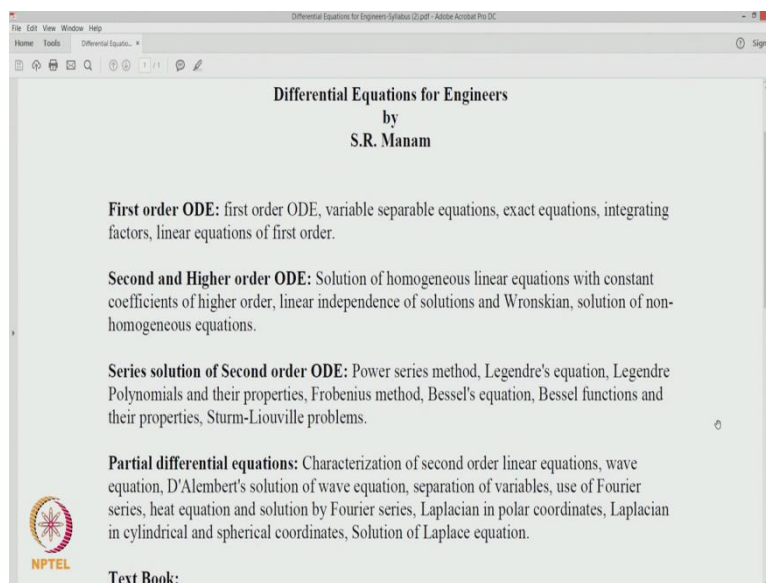 Differential Equations for Engineers-Syllabus (2).pdf - Adobe Acrobat Pro DC
File Edit View Window Help
Home Tools Differential Equatio... × Sign
1 / 1
Differential Equations for Engineers
by
S.R. Manam
First order ODE: first order ODE, variable separable equations, exact equations, integrating
factors, linear equations of first order.
Second and Higher order ODE: Solution of homogeneous linear equations with constant
coefficients of higher order, linear independence of solutions and Wronskian, solution of non-
homogeneous equations.
Series solution of Second order ODE: Power series method, Legendre's equation, Legendre
Polynomials and their properties, Frobenius method, Bessel's equation, Bessel functions and
their properties, Sturm-Liouville problems.
Partial differential equations: Characterization of second order linear equations, wave
equation, D'Alembert's solution of wave equation, separation of variables, use of Fourier
series, heat equation and solution by Fourier series, Laplacian in polar coordinates, Laplacian
in cylindrical and spherical coordinates, Solution of Laplace equation.
NPTEL
Text Book: